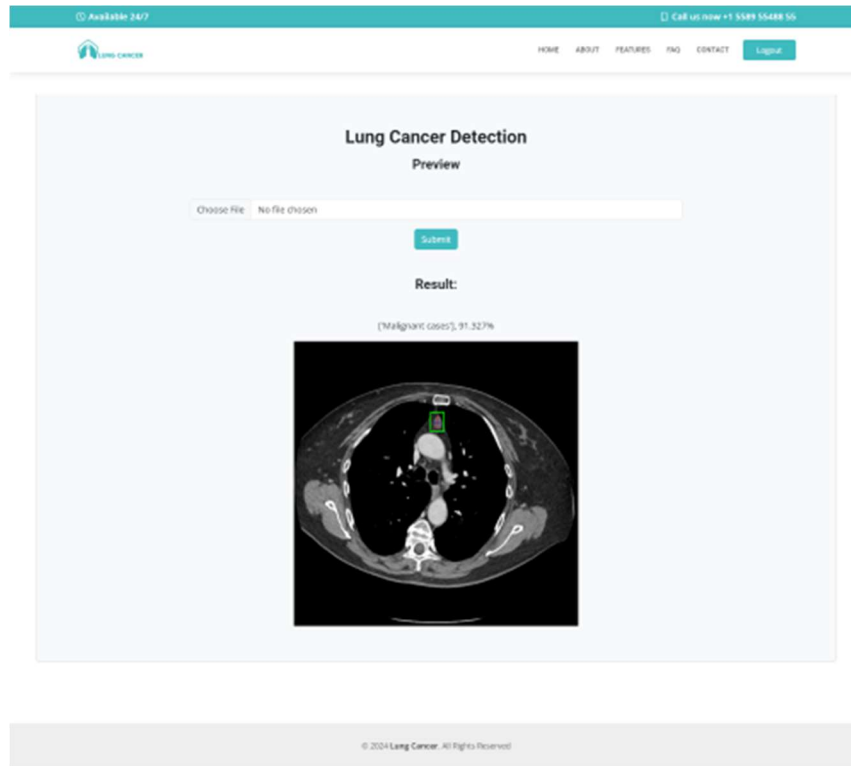 Available 24/7
Call us now +1 5589 55488 55
LUNG CANCER
HOME ABOUT FEATURES FAQ CONTACT Logout
Lung Cancer Detection
Preview
Choose File No file chosen
Submit
Result:
['Malignant cases'], 91.327%
© 2024 Lung Cancer. All Rights Reserved